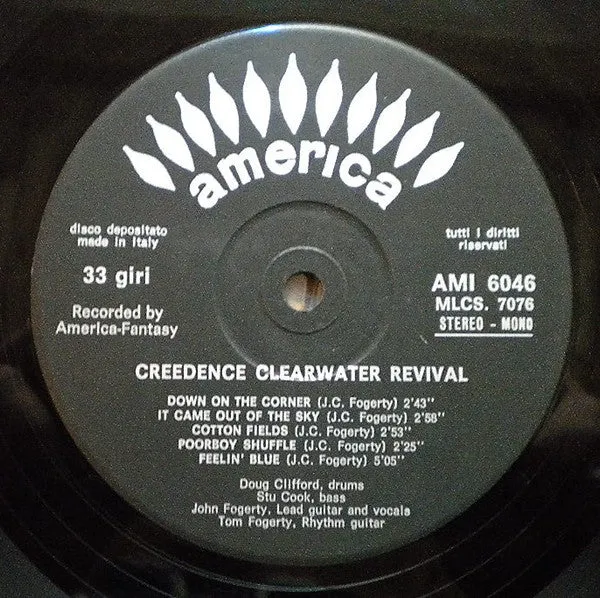 america
disco depositato
made in Italy
tutti i diritti
riservati
33 giri
AMI 6046
MLCS. 7076
STEREO - MONO
Recorded by
America-Fantasy
CREEDENCE CLEARWATER REVIVAL
DOWN ON THE CORNER (J.C. Fogerty) 2'43''
IT CAME OUT OF THE SKY (J.C. Fogerty) 2'58''
COTTON FIELDS (J.C. Fogerty) 2'53''
POORBOY SHUFFLE (J.C. Fogerty) 2'25''
FEELIN' BLUE (J.C. Fogerty) 5'05''
Doug Clifford, drums
Stu Cook, bass
John Fogerty, Lead guitar and vocals
Tom Fogerty, Rhythm guitar